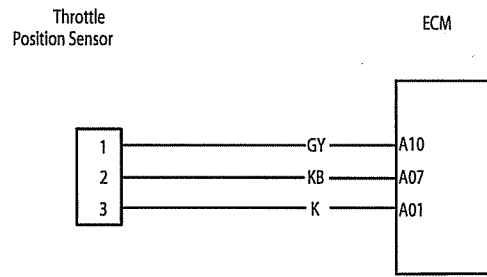 Throttle
Position Sensor
ECM
1 GY A10
2 KB A07
3 K A01